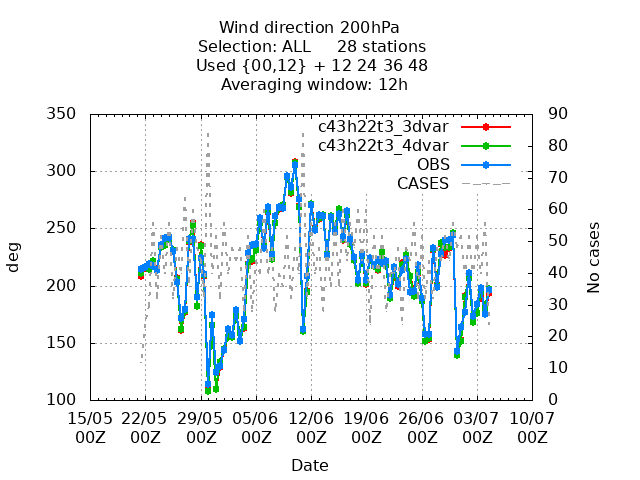 Wind direction 200hPa
Selection: ALL     28 stations
Used {00,12} + 12 24 36 48
Averaging window: 12h
350 300 250 200 150 100
deg
90 80 70 60 50 40 30 20 10 0
No cases
c43h22t3_3dvar
c43h22t3_4dvar
OBS
CASES
15/05 22/05 29/05 05/06 12/06 19/06 26/06 03/07 10/07
00Z 00Z 00Z 00Z 00Z 00Z 00Z 00Z 00Z
Date